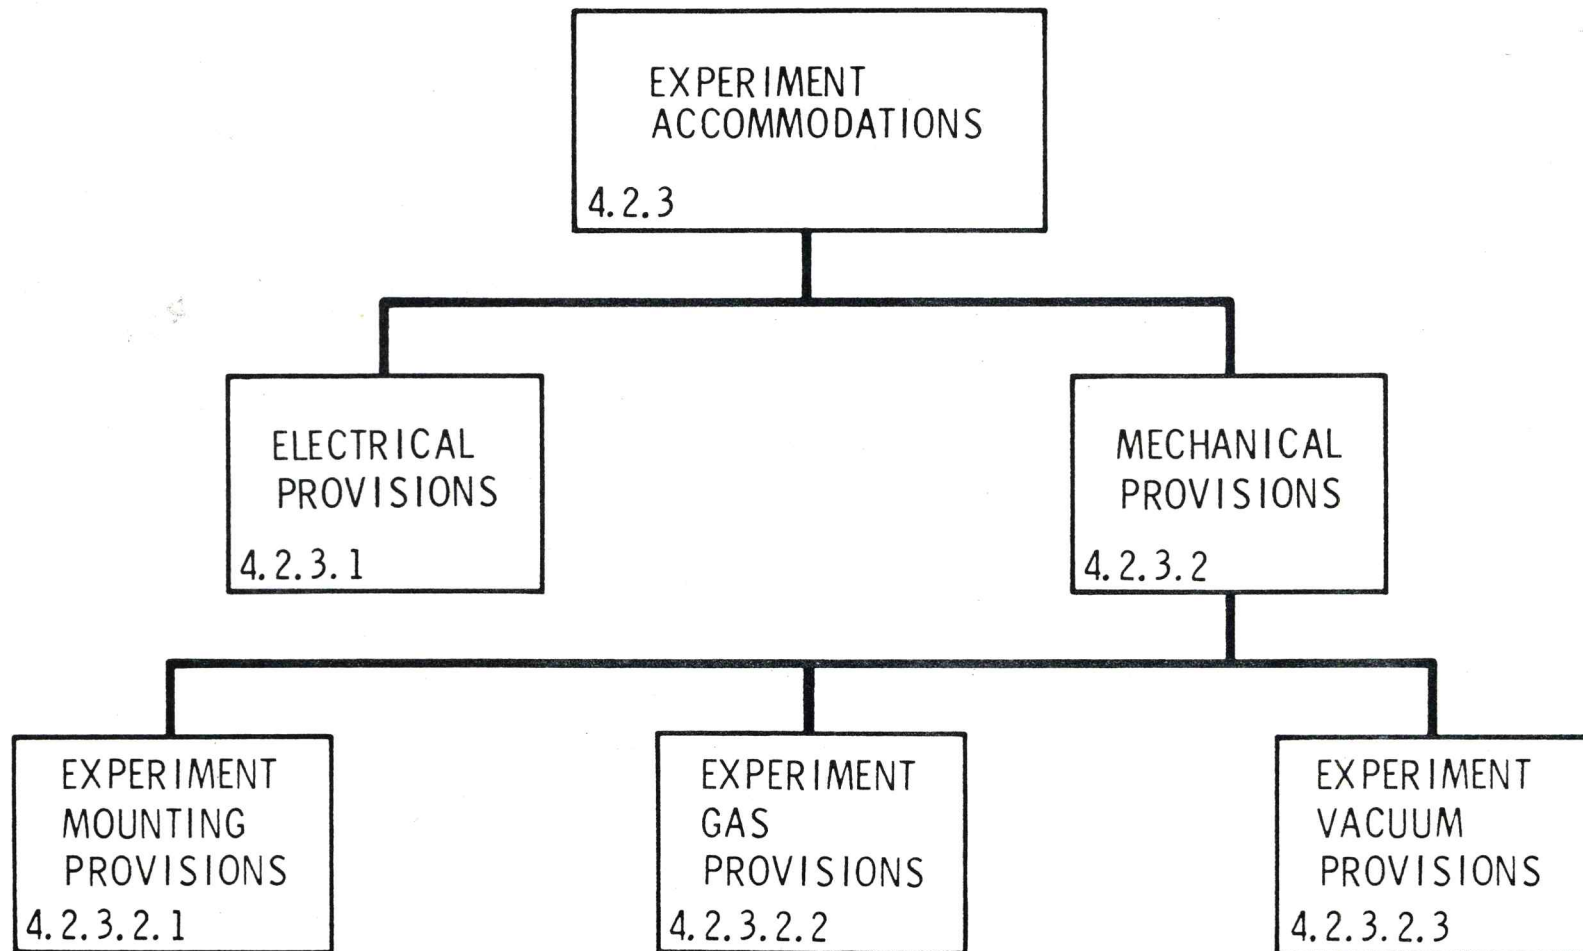 EXPERIMENT
ACCOMMODATIONS
4.2.3
ELECTRICAL
PROVISIONS
4.2.3.1
MECHANICAL
PROVISIONS
4.2.3.2
EXPERIMENT
MOUNTING
PROVISIONS
4.2.3.2.1
EXPERIMENT
GAS
PROVISIONS
4.2.3.2.2
EXPERIMENT
VACUUM
PROVISIONS
4.2.3.2.3